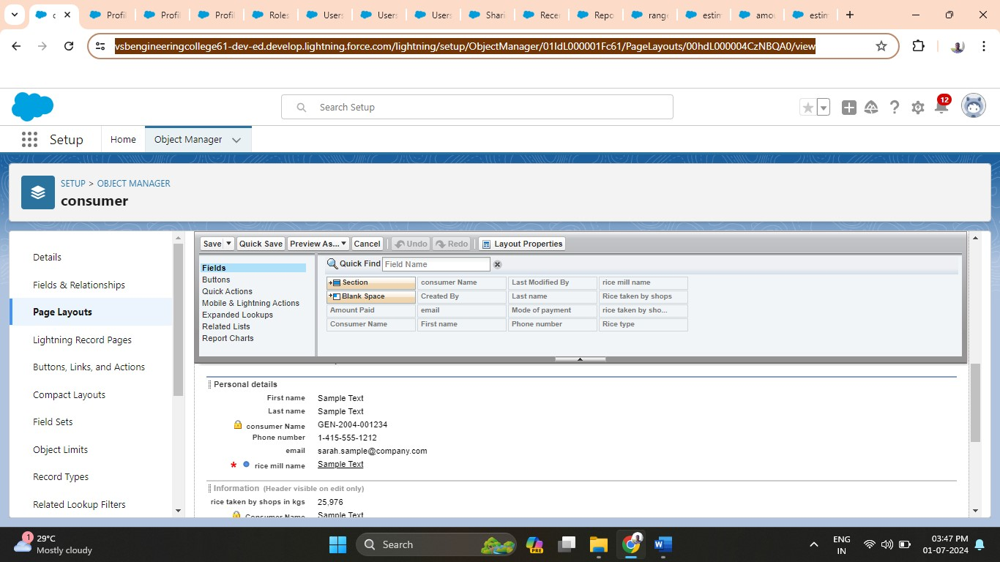 c
Profil
Profil
Profil
Roles
Users
Users
Users
Shari
Rece
Repo
range
estim
amou
estim
vsbengineeringcollege61-dev-ed.develop.lightning.force.com/lightning/setup/ObjectManager/01IdL000001Fc61/PageLayouts/00hdL000004CzNBQA0/view
Search Setup
12
Setup
Home
Object Manager
SETUP > OBJECT MANAGER
consumer
Details
Fields & Relationships
Page Layouts
Lightning Record Pages
Buttons, Links, and Actions
Compact Layouts
Field Sets
Object Limits
Record Types
Related Lookup Filters
Save Quick Save Preview As... Cancel Undo Redo Layout Properties
Fields
Buttons
Quick Actions
Mobile & Lightning Actions
Expanded Lookups
Related Lists
Report Charts
Quick Find Field Name
Section consumer Name Last Modified By rice mill name
Blank Space Created By Last name Rice taken by shops
Amount Paid email Mode of payment rice taken by sho...
Consumer Name First name Phone number Rice type
Personal details
First name Sample Text
Last name Sample Text
consumer Name GEN-2004-001234
Phone number 1-415-555-1212
email sarah.sample@company.com
* rice mill name Sample Text
Information (Header visible on edit only)
rice taken by shops in kgs 25,976
Consumer Name Sample Text
1
29°C
Mostly cloudy
Search
ENG
IN
03:47 PM
01-07-2024